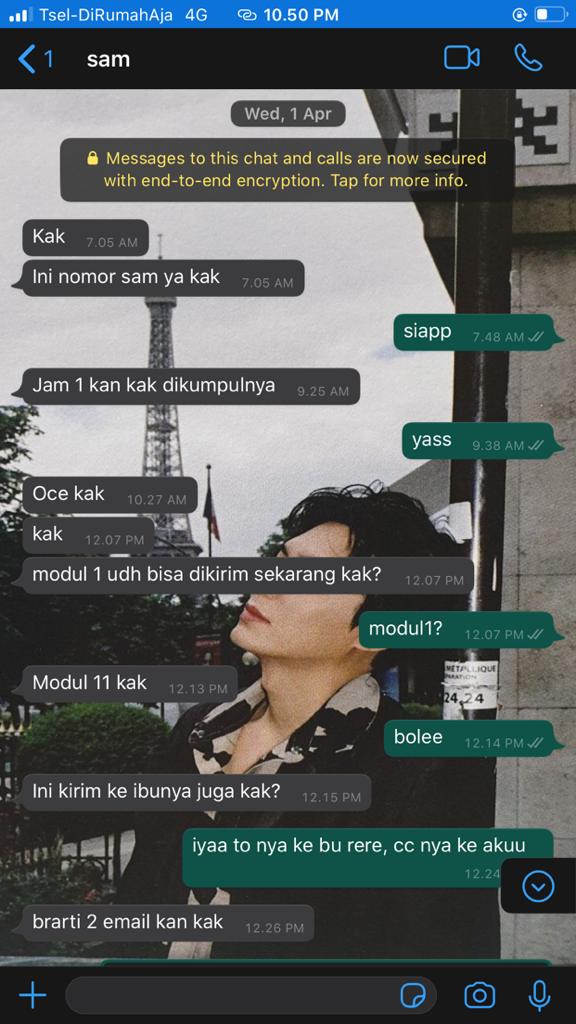 Tsel-DiRumahAja 4G 10.50 PM
1 sam
Wed, 1 Apr
Messages to this chat and calls are now secured
with end-to-end encryption. Tap for more info.
Kak 7.05 AM
Ini nomor sam ya kak 7.05 AM
siapp 7.48 AM
Jam 1 kan kak dikumpulnya 9.25 AM
yass 9.38 AM
Oce kak 10.27 AM
kak 12.07 PM
modul 1 udh bisa dikirim sekarang kak? 12.07 PM
modul1? 12.07 PM
MÉTALLIQUE
24.24
Modul 11 kak 12.13 PM
bolee 12.14 PM
Ini kirim ke ibunya juga kak? 12.15 PM
iyaa to nya ke bu rere, cc nya ke akuu
12.24
brarti 2 email kan kak 12.26 PM